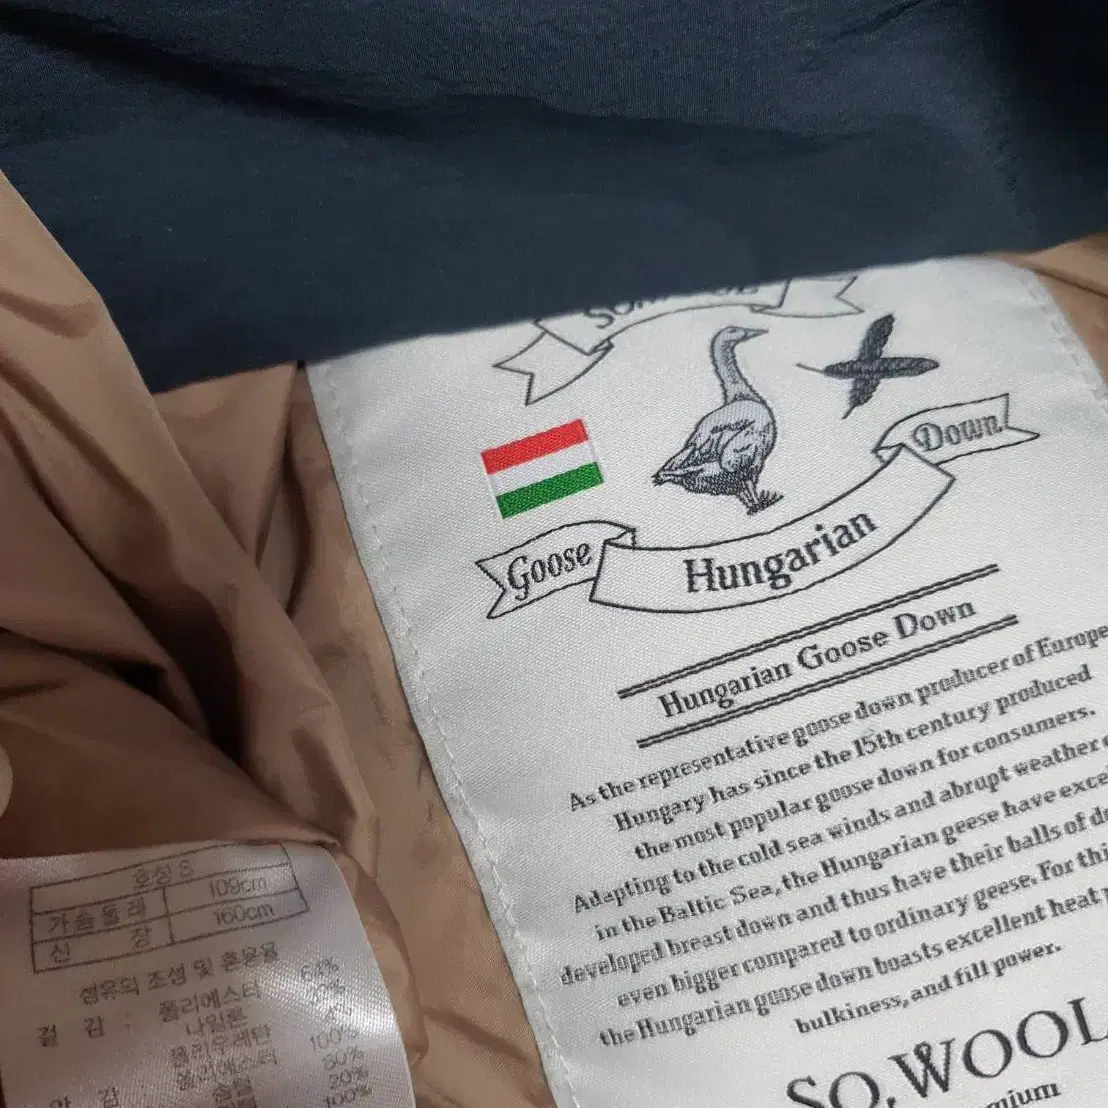 SO, WOOL
Down
Goose
Hungarian
Hungarian Goose Down
As the representative goose down producer of Europe
Hungary has since the 15th century produced
the most popular goose down for consumers.
Adapting to the cold sea winds and abrupt weather
in the Baltic Sea, the Hungarian geese have
developed breast down and thus have their balls of
even bigger compared to ordinary geese. For
the Hungarian goose down boasts excellent heat
bulkiness, and fill power.
SO, WOOL
호칭 S
가슴둘레 109cm
신 장 160cm
섬유의 조성 및 혼용율
겉 감 : 폴리에스터
나일론
폴리우레탄
폴리에스터 100%
솜털 80%
20%
100%